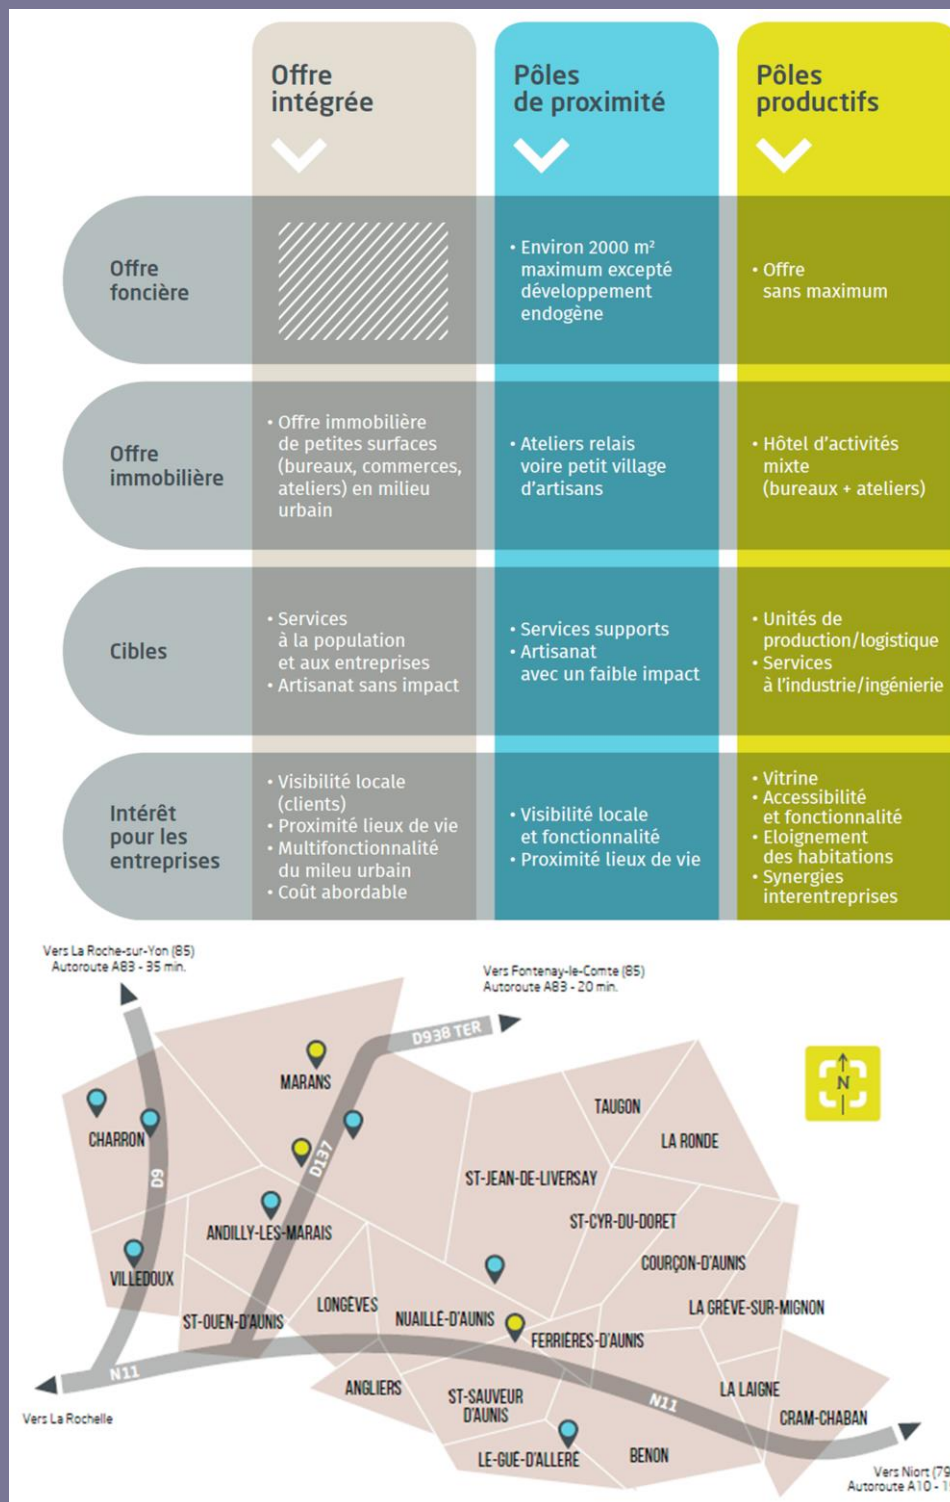 Offre
intégrée
Pôles
de proximité
Pôles
productifs
Offre
foncière
• Environ 2000 m²
maximum excepté
développement
endogène
• Offre
sans maximum
Offre
immobilière
• Offre immobilière
de petites surfaces
(bureaux, commerces,
ateliers) en milieu
urbain
• Ateliers relais
voire petit village
d'artisans
• Hôtel d'activités
mixte
(bureaux + ateliers)
Cibles
• Services
à la population
et aux entreprises
• Artisanat sans impact
• Services supports
• Artisanat
avec un faible impact
• Unités de
production/logistique
• Services
à l'industrie/ingénierie
Intérêt
pour les
entreprises
• Visibilité locale
(clients)
• Proximité lieux de vie
• Multifonctionnalité
du mileu urbain
• Coût abordable
• Visibilité locale
et fonctionnalité
• Proximité lieux de vie
• Vitrine
• Accessibilité
et fonctionnalité
• Eloignement
des habitations
• Synergies
interentreprises
Vers La Roche-sur-Yon (85)
Autoroute A83 - 35 min.
Vers Fontenay-le-Comte (85)
Autoroute A83 - 20 min.
D938 TER
N
MARANS
TAUGON
CHARRON
LA RONDE
D137
D9
ST-JEAN-DE-LIVERSAY
ST-CYR-DU-DORET
ANDILLY-LES-MARAIS
COURÇON-D'AUNIS
VILLEDOUX
LONGÈVES
LA GRÈVE-SUR-MIGNON
ST-OUEN-D'AUNIS
NUAILLÉ-D'AUNIS
FERRIÈRES-D'AUNIS
N11
ANGLIERS
LA LAIGNE
ST-SAUVEUR
D'AUNIS
N11
CRAM-CHABAN
Vers La Rochelle
LE-GUÉ-D'ALLERÉ
BENON
Vers Niort (79
Autoroute A10 - 1